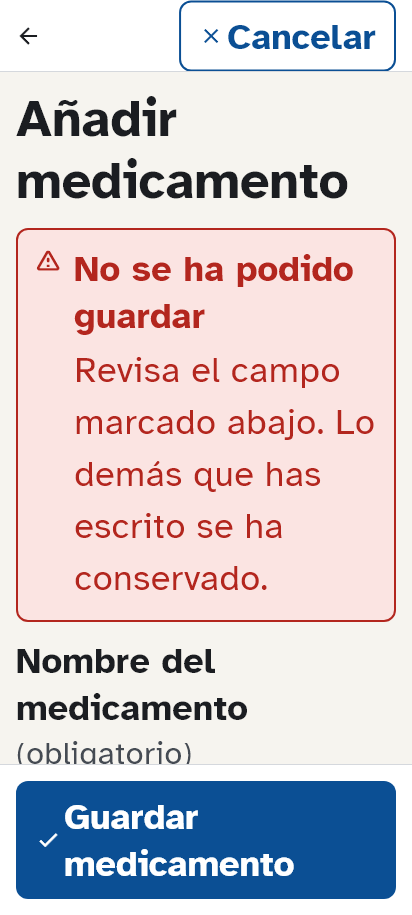 Cancelar
Añadir
medicamento
No se ha podido
guardar
Revisa el campo
marcado abajo. Lo
demás que has
escrito se ha
conservado.
Nombre del
medicamento
(obligatorio)
Guardar
medicamento